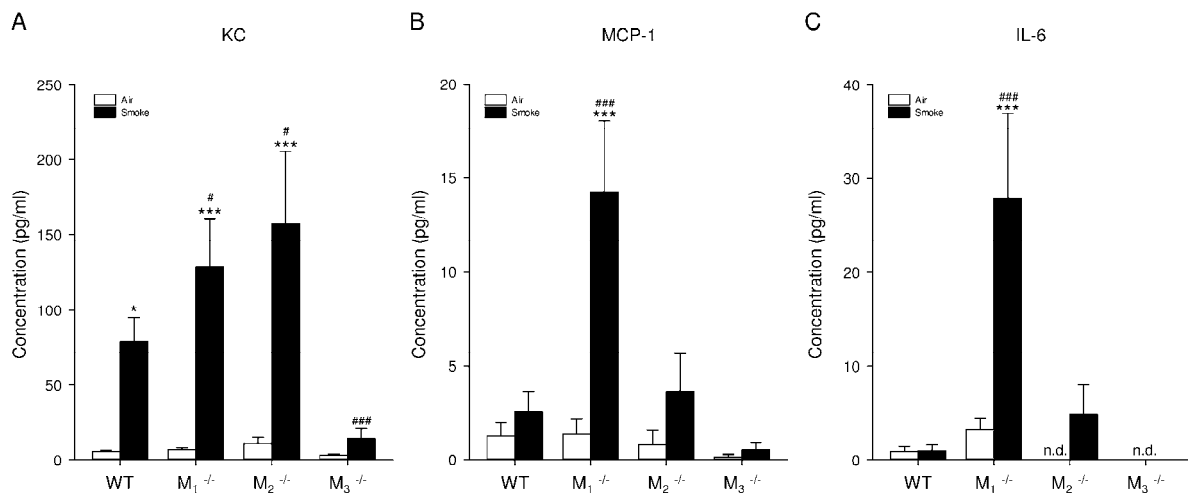 A
KC
Concentration (pg/ml)
250
200
150
100
50
0
Air
Smoke
*
#
***
#
***
###
WT
M1 -/-
M2 -/-
M3 -/-
B
MCP-1
Concentration (pg/ml)
20
15
10
5
0
Air
Smoke
###
***
WT
M1 -/-
M2 -/-
M3 -/-
C
IL-6
Concentration (pg/ml)
40
30
20
10
0
Air
Smoke
###
***
n.d.
n.d.
WT
M1 -/-
M2 -/-
M3 -/-